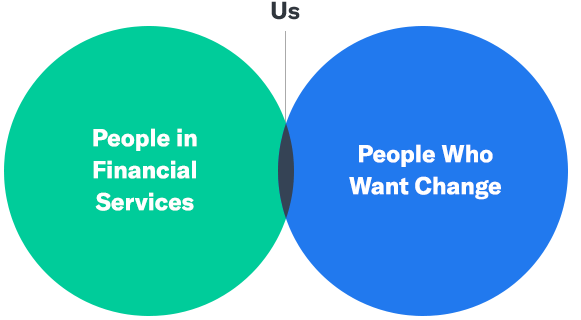 Us
People in
Financial
Services
People Who
Want Change